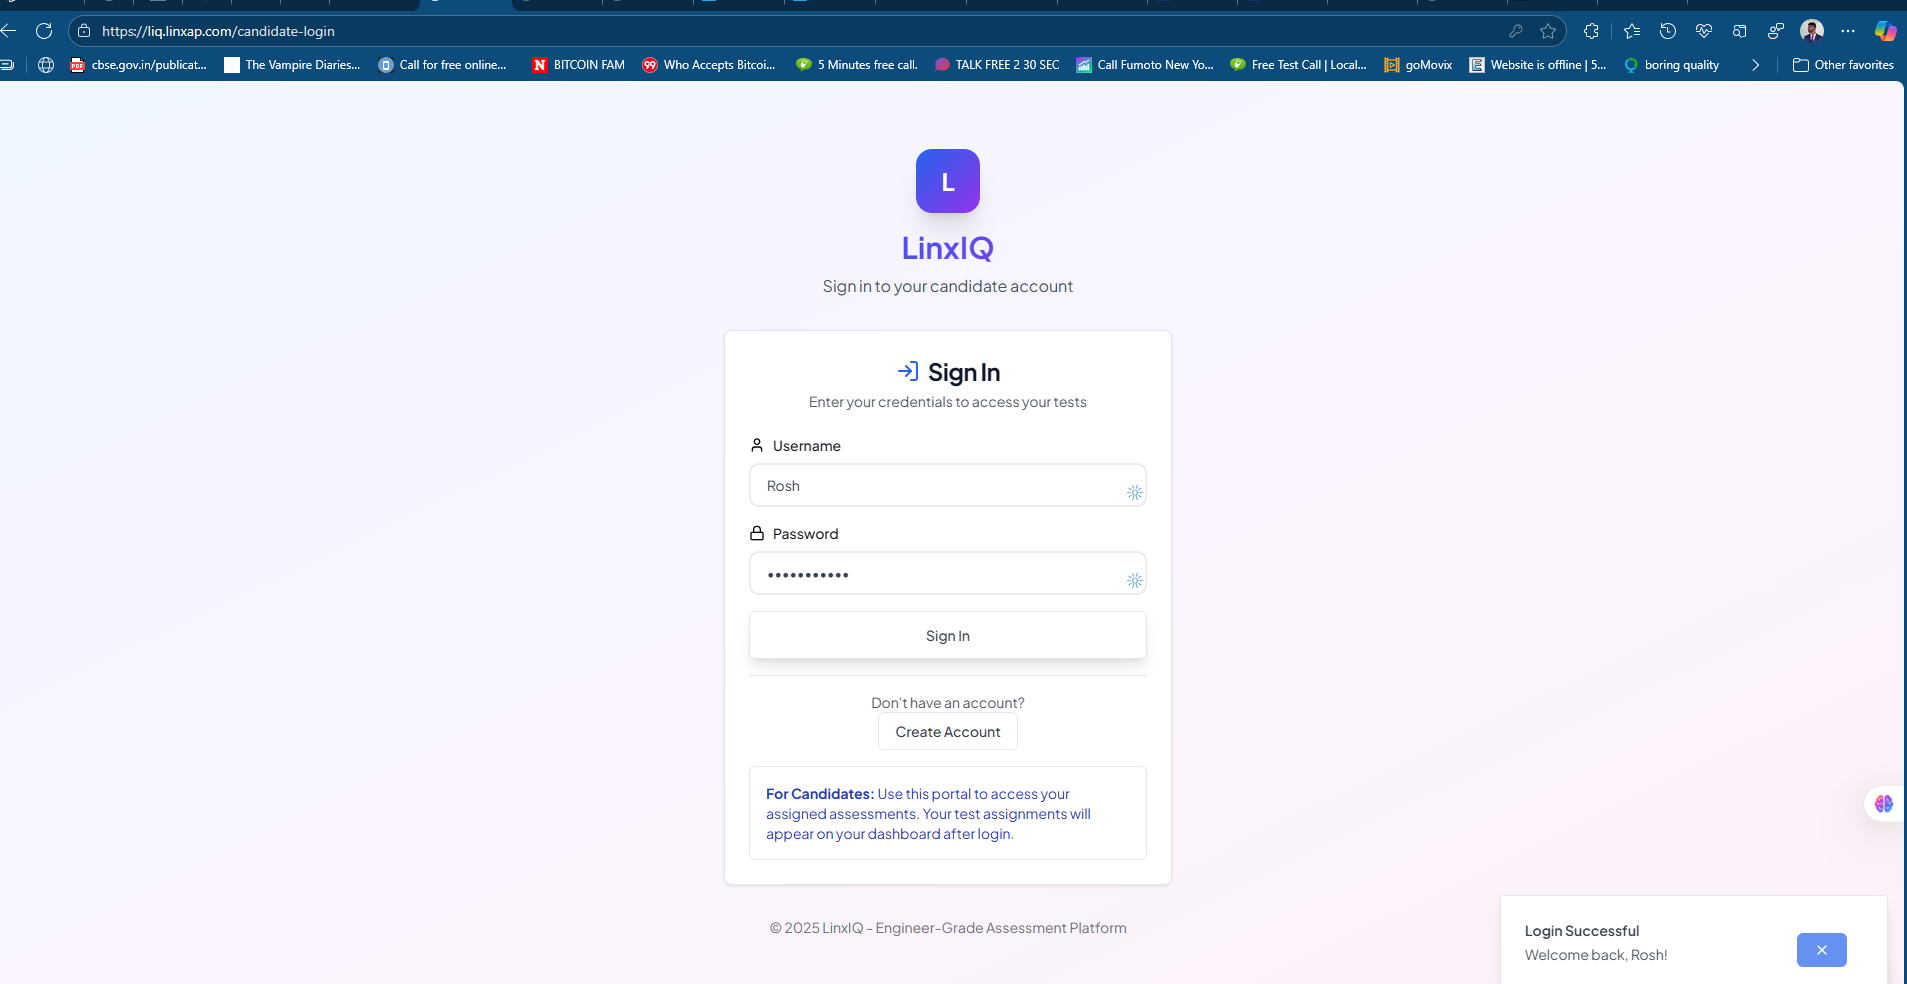 https://liq.linxap.com/candidate-login
PDF
cbse.gov.in/publicat...
The Vampire Diaries...
Call for free online...
N
BITCOIN FAM
99
Who Accepts Bitcoi...
5 Minutes free call.
TALK FREE 2 30 SEC
Call Fumoto New Yo...
Free Test Call | Local...
goMovix
Website is offline | 5...
boring quality
Other favorites
L
LinxIQ
Sign in to your candidate account
Sign In
Enter your credentials to access your tests
Username
Rosh
Password
Sign In
Don't have an account?
Create Account
For Candidates: Use this portal to access your
assigned assessments. Your test assignments will
appear on your dashboard after login.
© 2025 LinxIQ - Engineer-Grade Assessment Platform
Login Successful
Welcome back, Rosh!